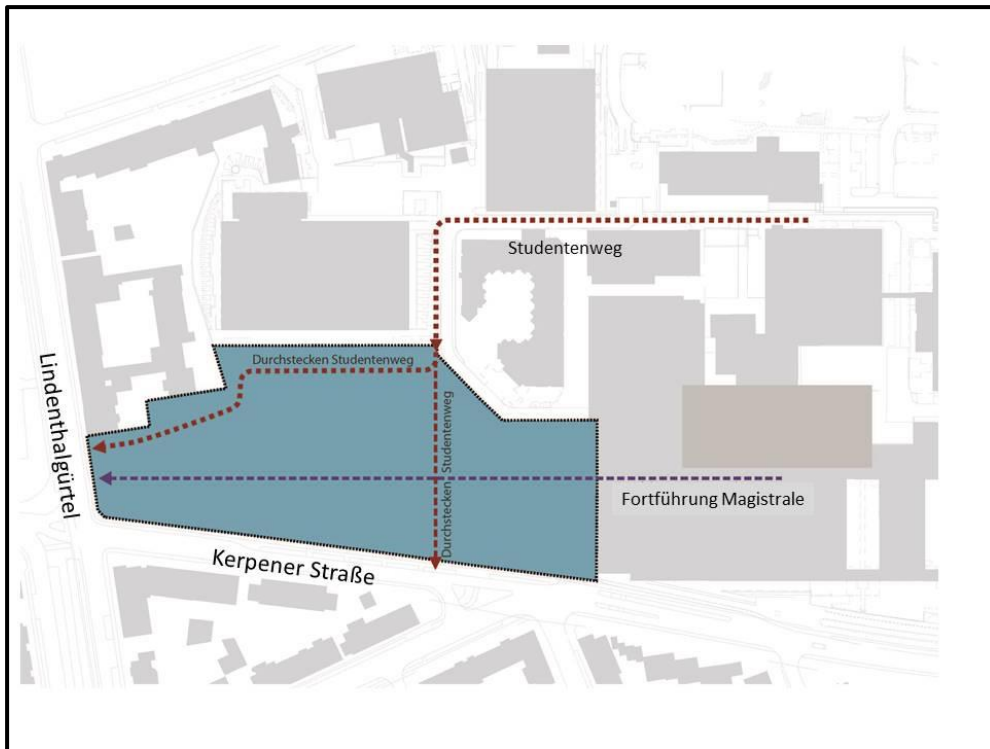 Studentenweg
Durchstecken Studentenweg
Lindenthalgürtel
Durchstecken Studentenweg
Fortführung Magistrale
Kerpener Straße